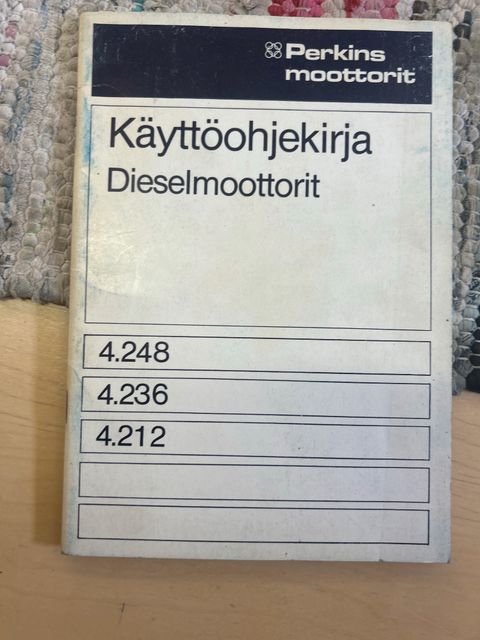 Perkins
moottorit
Käyttöohjekirja
Dieselmoottorit
4.248
4.236
4.212